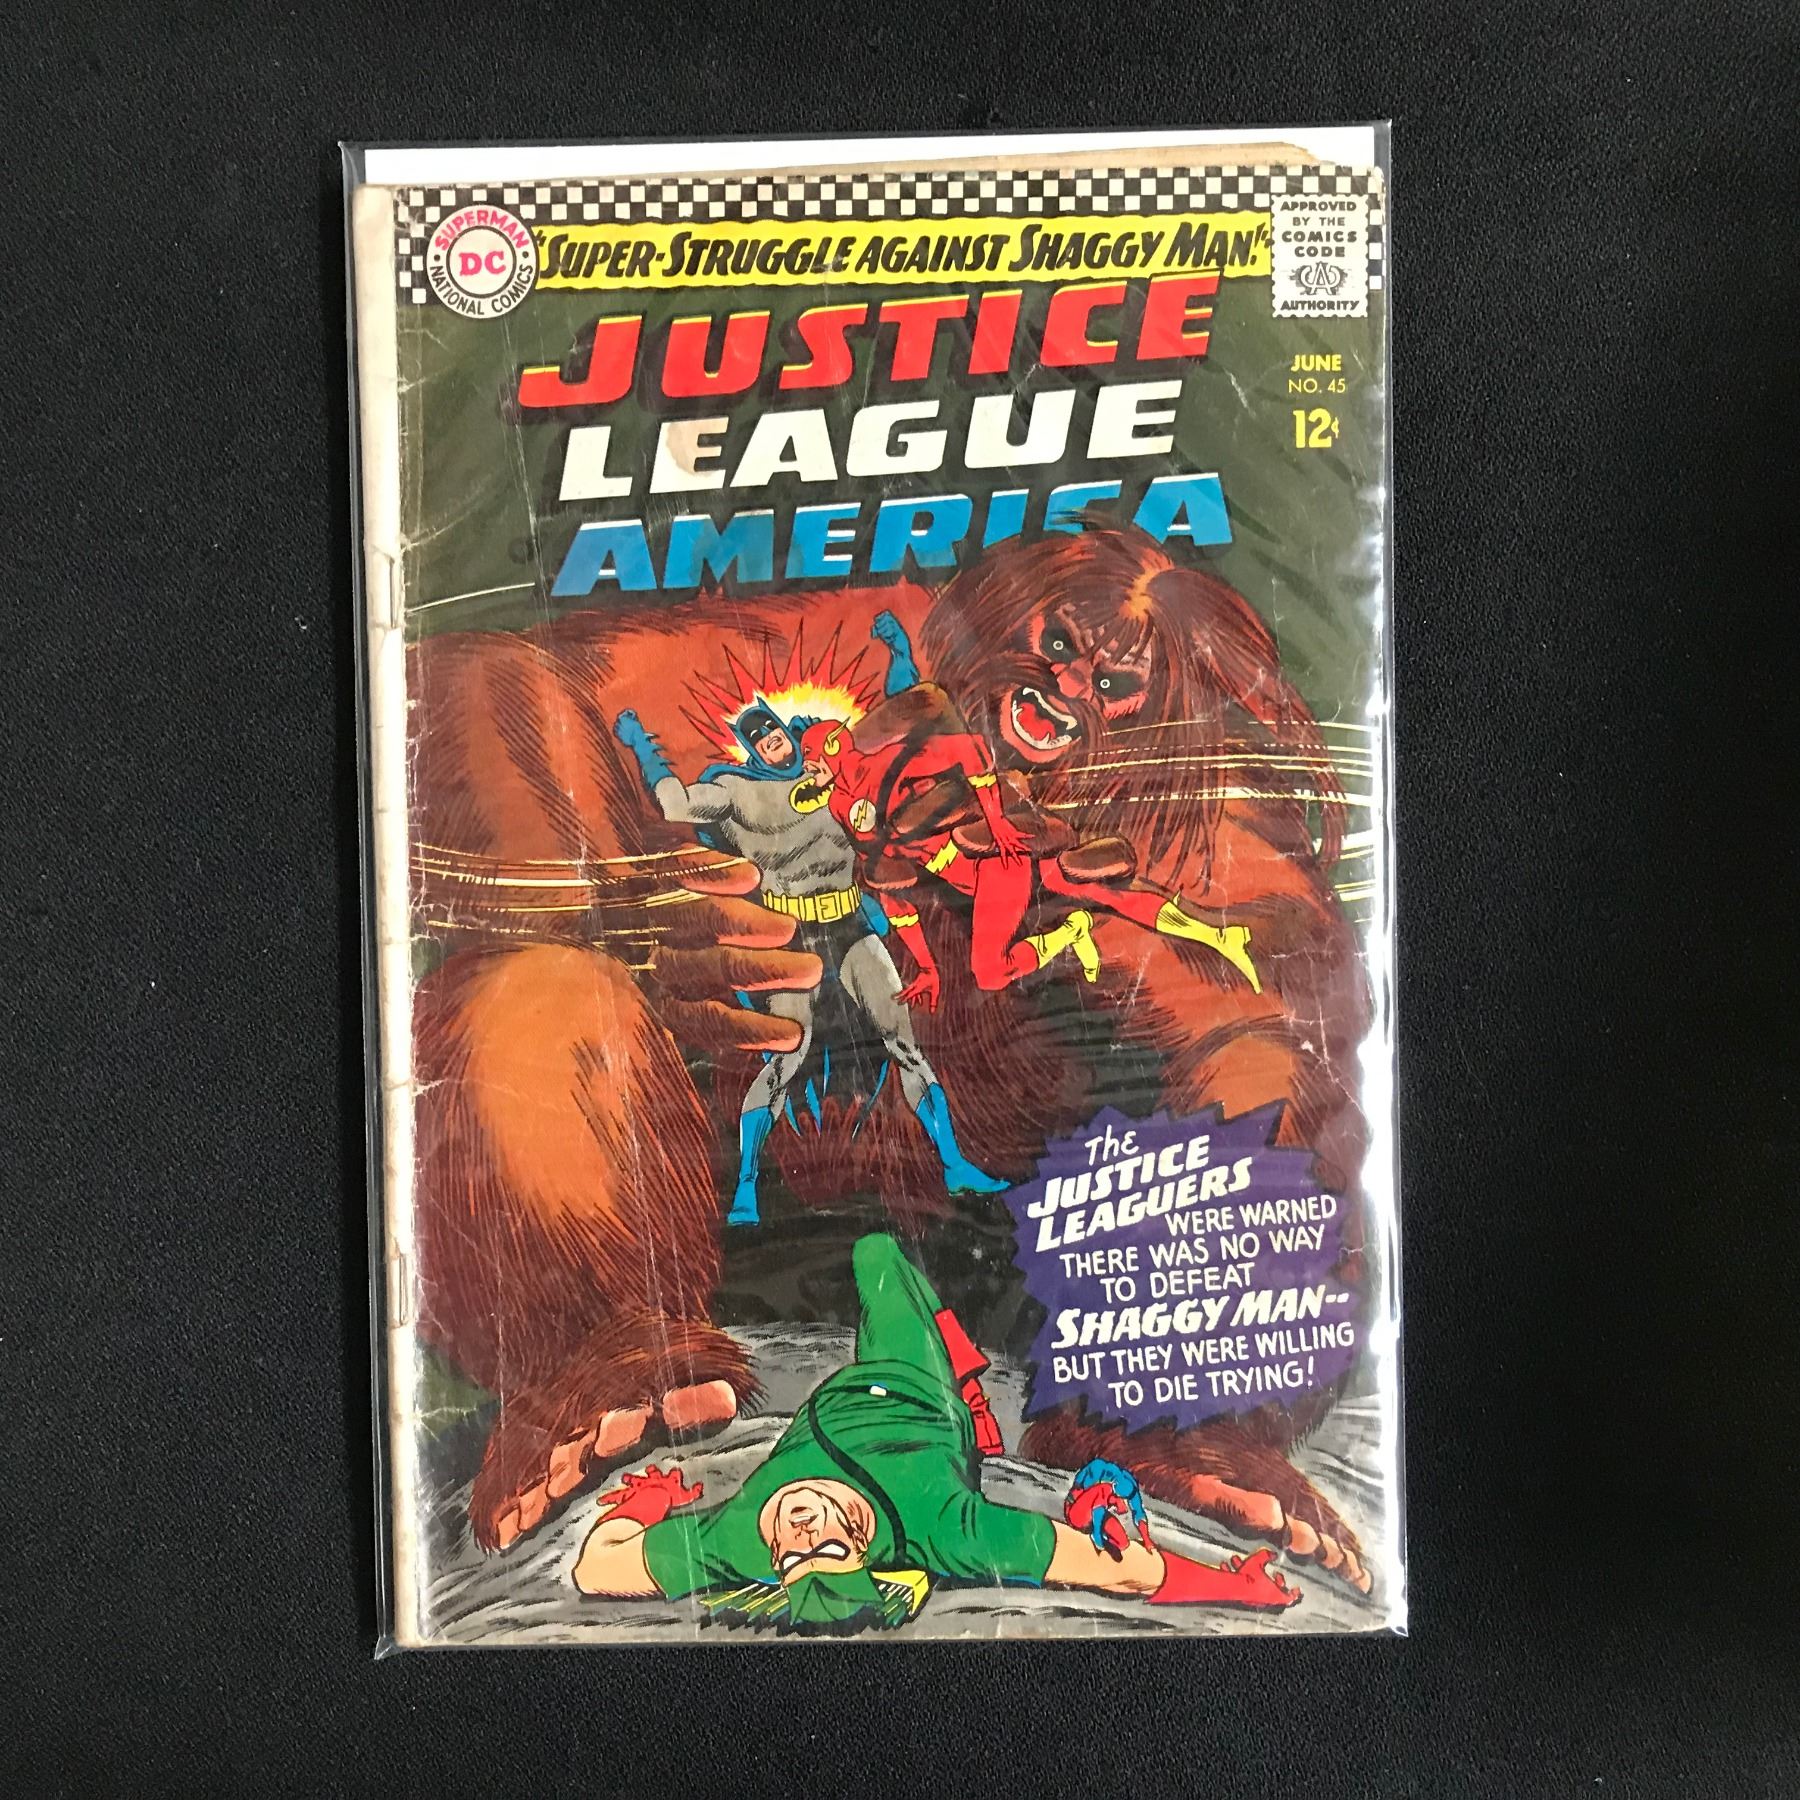 SUPERMAN
DC
NATIONAL COMICS
"SUPER-STRUGGLE AGAINST SHAGGY MAN!"
APPROVED
BY THE
COMICS
CODE
CA
AUTHORITY
JUSTICE
LEAGUE
AMERICA
JUNE
NO. 45
12¢
The
JUSTICE
LEAGUERS
WERE WARNED
THERE WAS NO WAY
TO DEFEAT
SHAGGY MAN--
BUT THEY WERE WILLING
TO DIE TRYING!